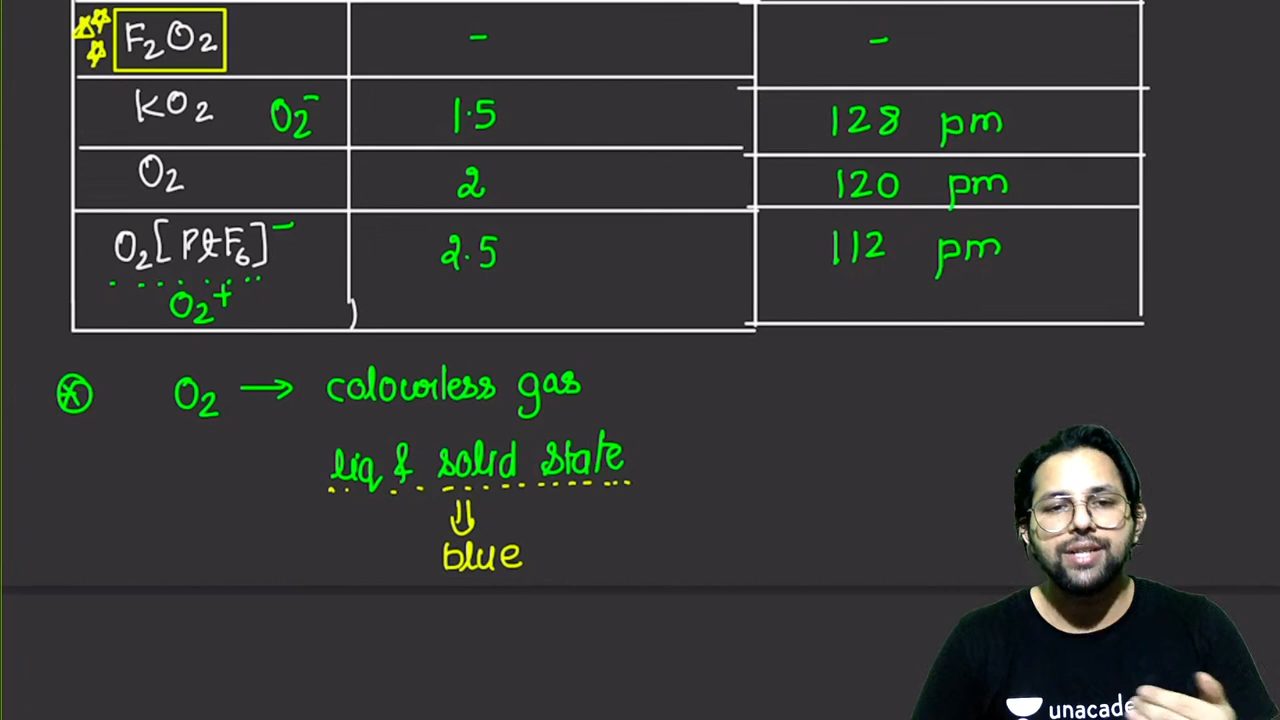 F2O2 - -
KO2 O2⁻ 1.5 128 pm
O2 2 120 pm
O2[PtF6]⁻ 2.5 112 pm
O2+
O2 → colourless gas
liq & solid state
⇓
blue
unacade